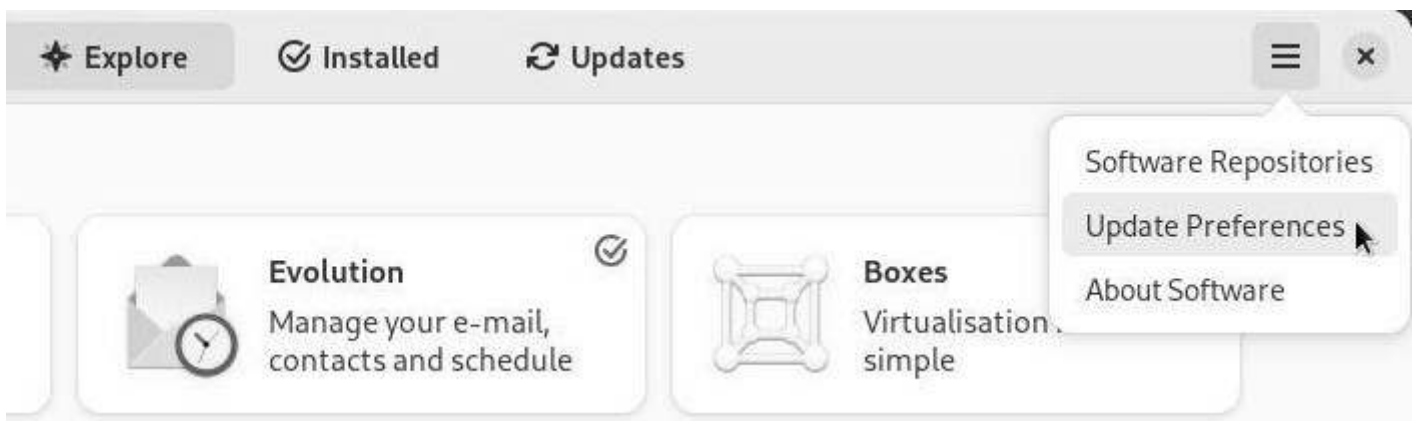 Explore Installed Updates
Software Repositories
Update Preferences
About Software
Evolution
Manage your e-mail,
contacts and schedule
Boxes
Virtualisation
simple